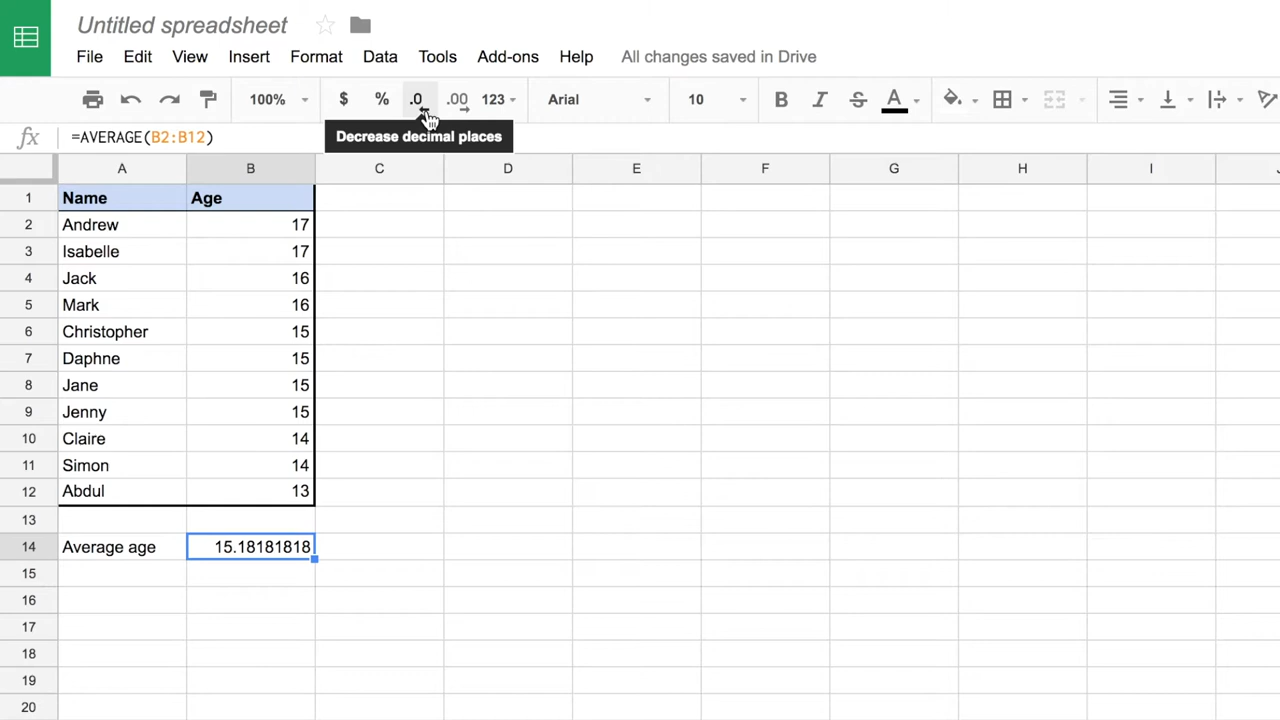 Untitled spreadsheet
File Edit View Insert Format Data Tools Add-ons Help All changes saved in Drive
100% $ % .0 .00 123 Arial 10 B I S A
fx =AVERAGE(B2:B12)
Decrease decimal places
A B C D E F G H I
1 Name Age
2 Andrew 17
3 Isabelle 17
4 Jack 16
5 Mark 16
6 Christopher 15
7 Daphne 15
8 Jane 15
9 Jenny 15
10 Claire 14
11 Simon 14
12 Abdul 13
13
14 Average age 15.18181818
15
16
17
18
19
20